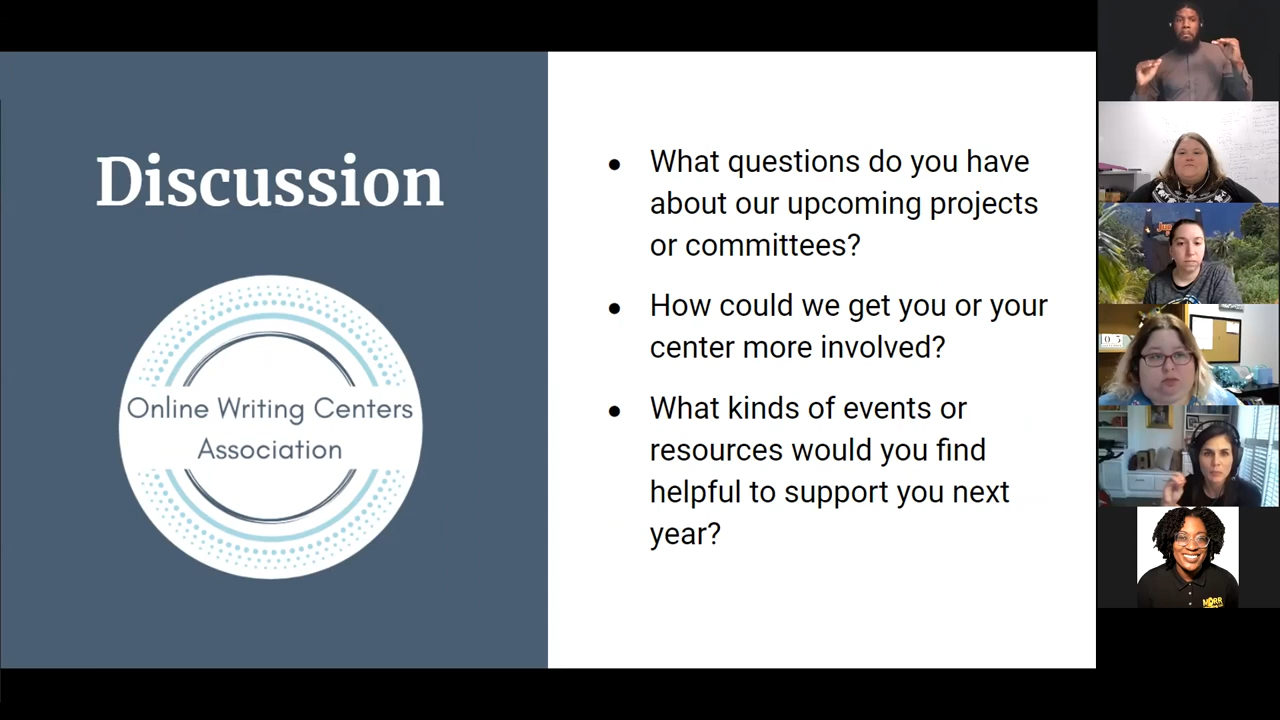 Discussion
Online Writing Centers
Association
● What questions do you have
about our upcoming projects
or committees?
● How could we get you or your
center more involved?
● What kinds of events or
resources would you find
helpful to support you next
year?